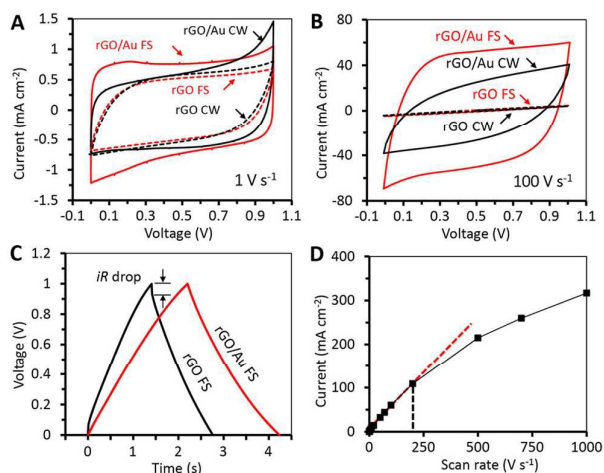 A
rGO/Au FS
rGO/Au CW
rGO FS
rGO CW
1 V s⁻¹
1.5
1
0.5
0
-0.5
-1
-1.5
Current (mA cm⁻²)
-0.1 0.1 0.3 0.5 0.7 0.9 1.1
Voltage (V)
B
rGO/Au FS
rGO/Au CW
rGO FS
rGO CW
100 V s⁻¹
80
40
0
-40
-80
Current (mA cm⁻²)
-0.1 0.1 0.3 0.5 0.7 0.9 1.1
Voltage (V)
C
iR drop
rGO FS
rGO/Au FS
1.2
1
0.8
0.6
0.4
0.2
0
Voltage (V)
0 1 2 3 4
Time (s)
D
400
300
200
100
0
Current (mA cm⁻²)
0 250 500 750 1000
Scan rate (V s⁻¹)